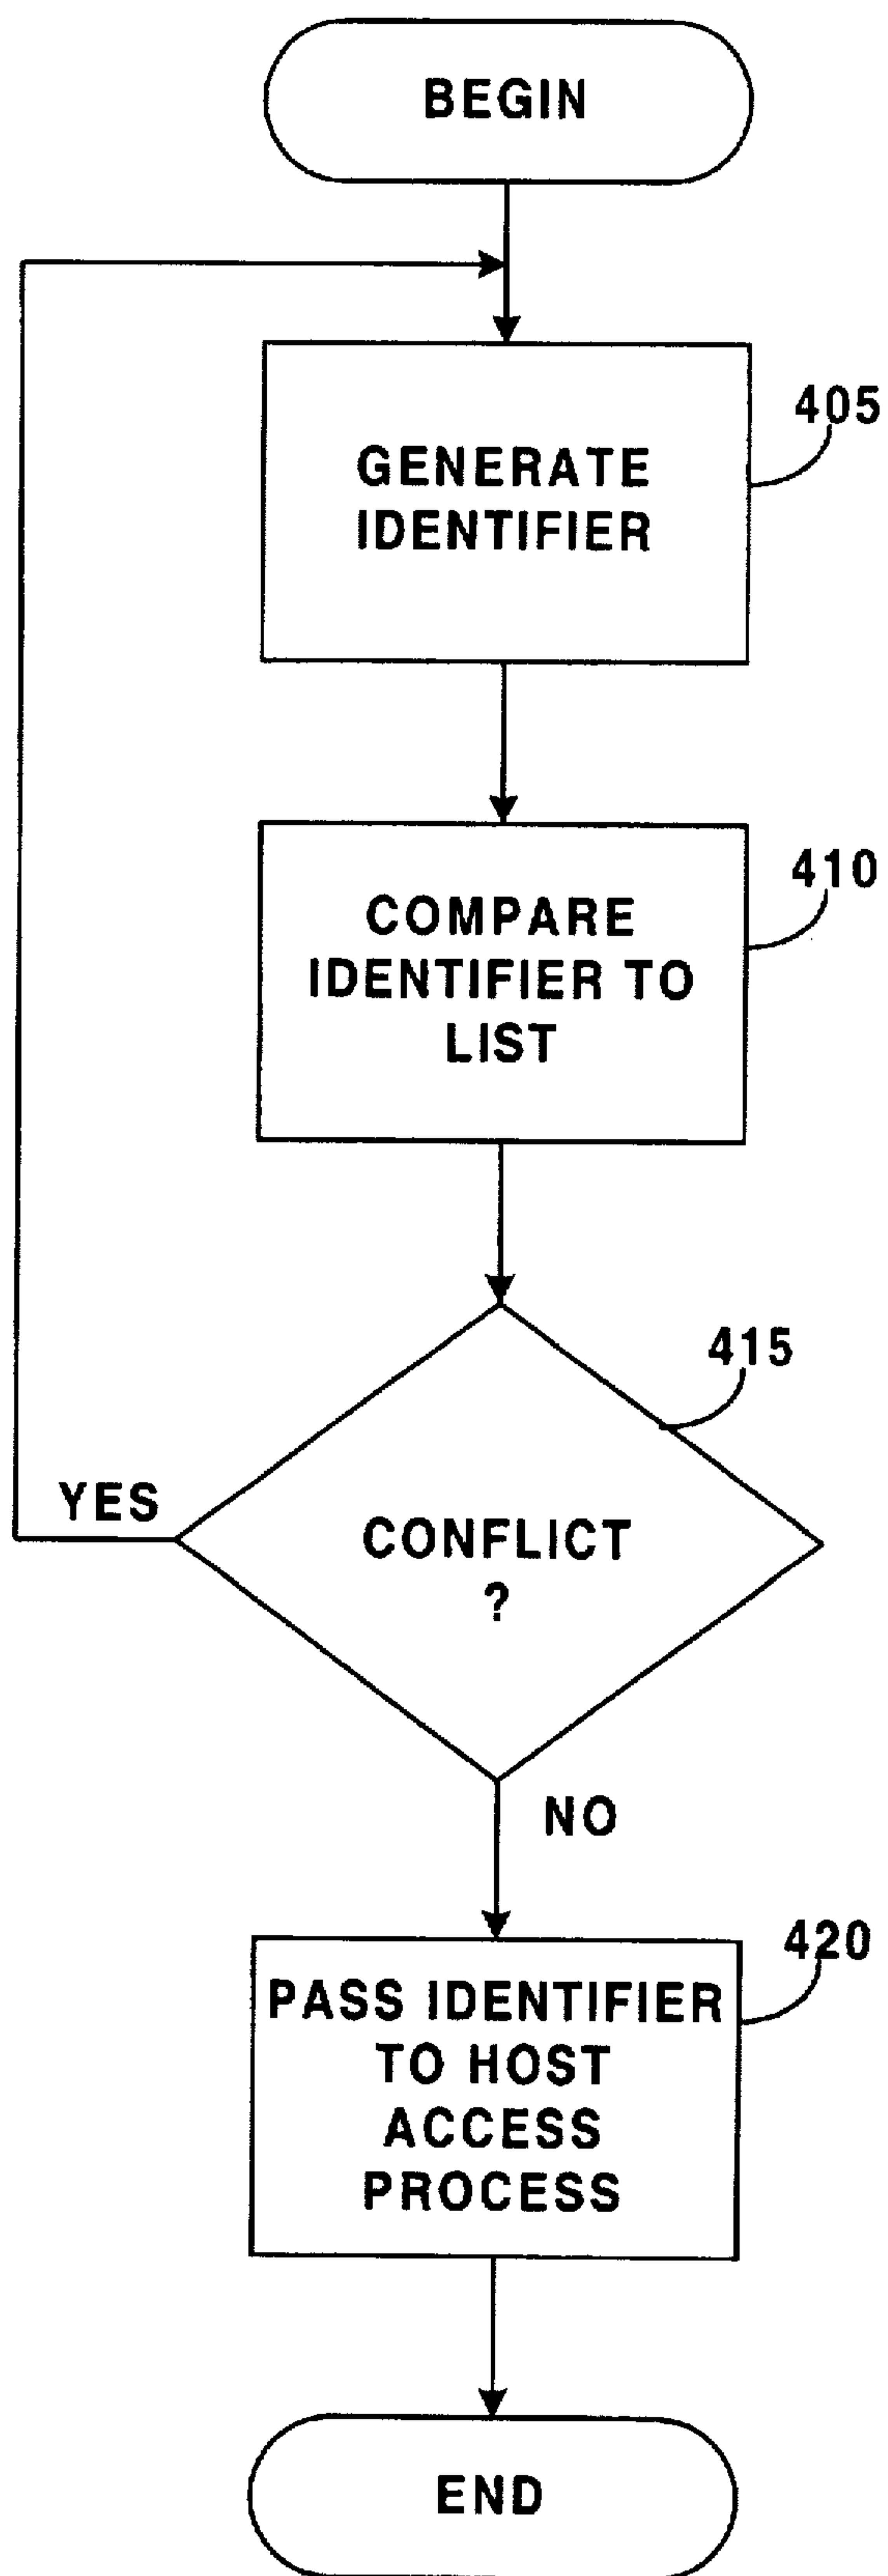 BEGIN
405
GENERATE
IDENTIFIER
410
COMPARE
IDENTIFIER TO
LIST
415
YES
CONFLICT
?
NO
420
PASS IDENTIFIER
TO HOST
ACCESS
PROCESS
END